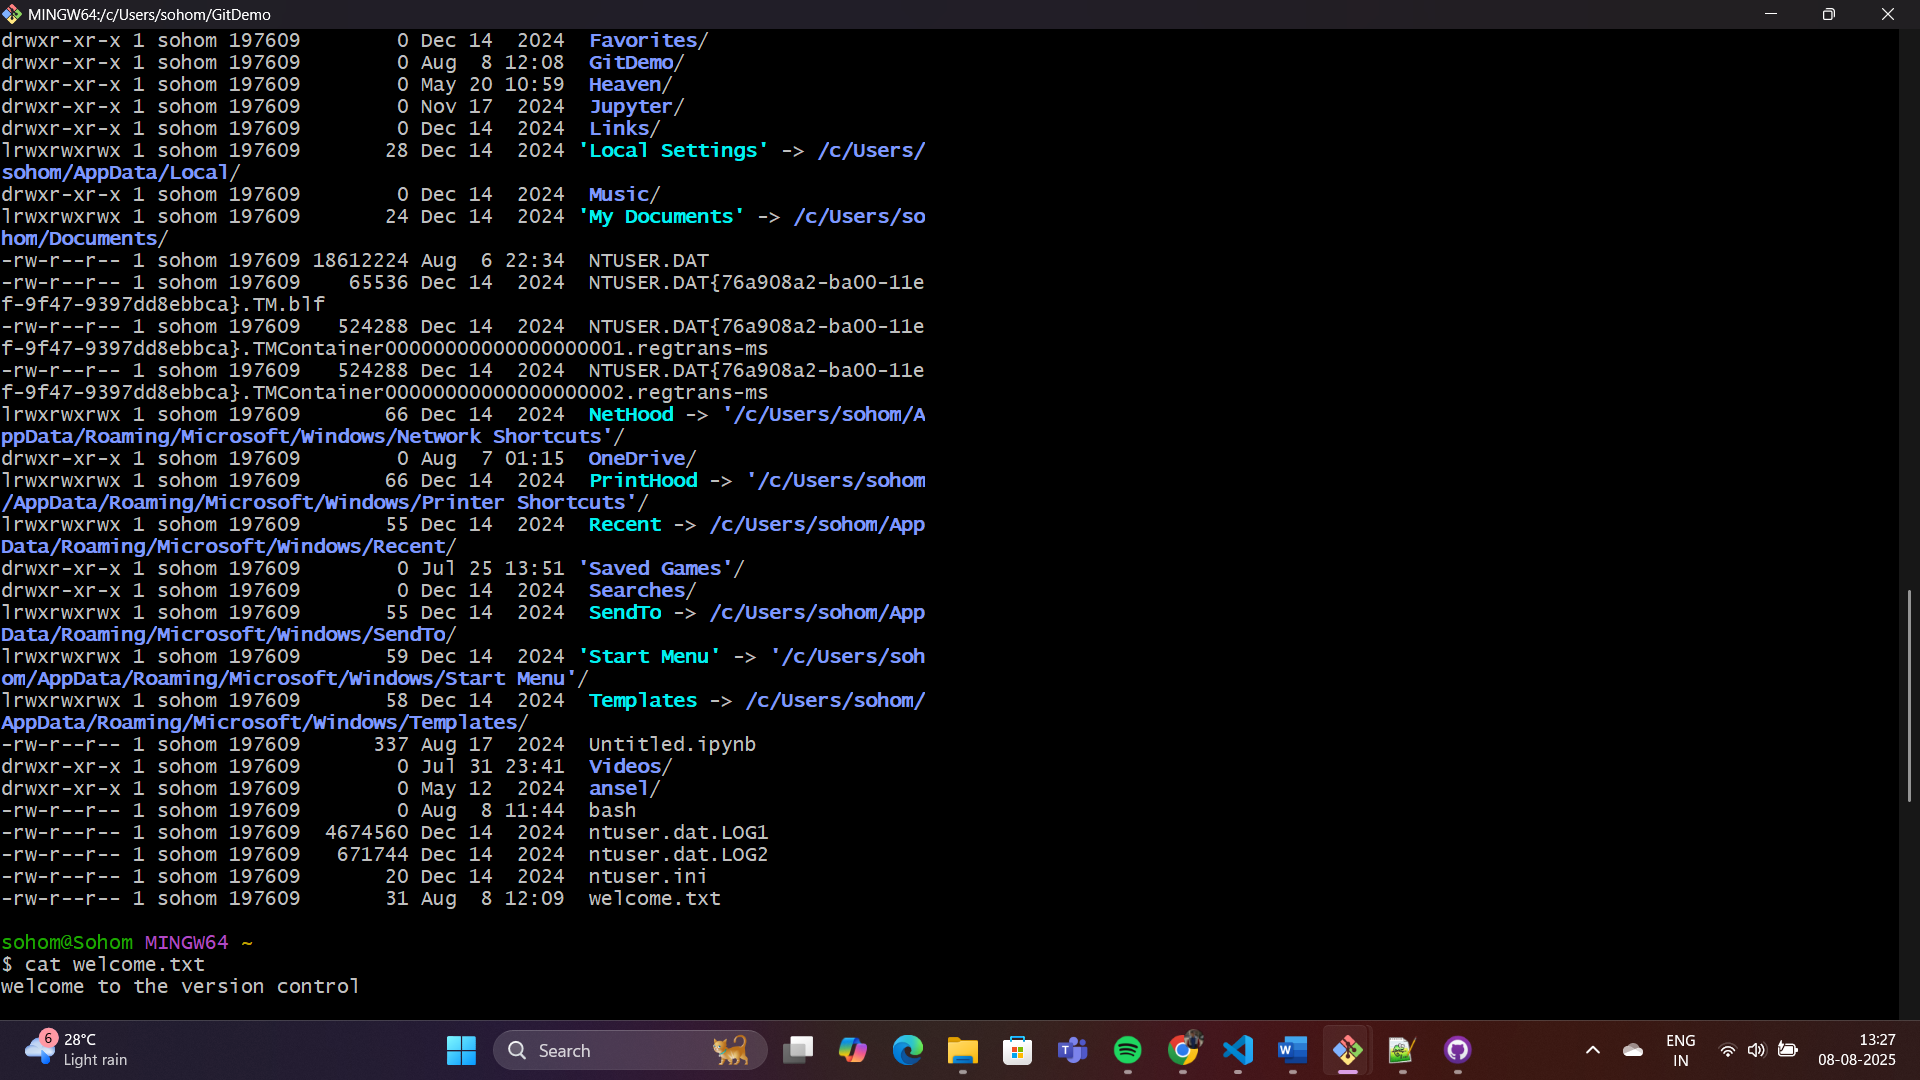 MINGW64:/c/Users/sohom/GitDemo
drwxr-xr-x 1 sohom 197609        0 Dec 14  2024  Favorites/
drwxr-xr-x 1 sohom 197609        0 Aug  8 12:08  GitDemo/
drwxr-xr-x 1 sohom 197609        0 May 20 10:59  Heaven/
drwxr-xr-x 1 sohom 197609        0 Nov 17  2024  Jupyter/
drwxr-xr-x 1 sohom 197609        0 Dec 14  2024  Links/
lrwxrwxrwx 1 sohom 197609       28 Dec 14  2024 'Local Settings' -> /c/Users/
sohom/AppData/Local/
drwxr-xr-x 1 sohom 197609        0 Dec 14  2024  Music/
lrwxrwxrwx 1 sohom 197609       24 Dec 14  2024 'My Documents' -> /c/Users/so
hom/Documents/
-rw-r--r-- 1 sohom 197609 18612224 Aug  6 22:34  NTUSER.DAT
-rw-r--r-- 1 sohom 197609    65536 Dec 14  2024  NTUSER.DAT{76a908a2-ba00-11e
f-9f47-9397dd8ebbca}.TM.blf
-rw-r--r-- 1 sohom 197609   524288 Dec 14  2024  NTUSER.DAT{76a908a2-ba00-11e
f-9f47-9397dd8ebbca}.TMContainer00000000000000000001.regtrans-ms
-rw-r--r-- 1 sohom 197609   524288 Dec 14  2024  NTUSER.DAT{76a908a2-ba00-11e
f-9f47-9397dd8ebbca}.TMContainer00000000000000000002.regtrans-ms
lrwxrwxrwx 1 sohom 197609       66 Dec 14  2024  NetHood -> '/c/Users/sohom/A
ppData/Roaming/Microsoft/Windows/Network Shortcuts'/
drwxr-xr-x 1 sohom 197609        0 Aug  7 01:15  OneDrive/
lrwxrwxrwx 1 sohom 197609       66 Dec 14  2024  PrintHood -> '/c/Users/sohom
/AppData/Roaming/Microsoft/Windows/Printer Shortcuts'/
lrwxrwxrwx 1 sohom 197609       55 Dec 14  2024  Recent -> /c/Users/sohom/App
Data/Roaming/Microsoft/Windows/Recent/
drwxr-xr-x 1 sohom 197609        0 Jul 25 13:51 'Saved Games'/
drwxr-xr-x 1 sohom 197609        0 Dec 14  2024  Searches/
lrwxrwxrwx 1 sohom 197609       55 Dec 14  2024  SendTo -> /c/Users/sohom/App
Data/Roaming/Microsoft/Windows/SendTo/
lrwxrwxrwx 1 sohom 197609       59 Dec 14  2024 'Start Menu' -> '/c/Users/soh
om/AppData/Roaming/Microsoft/Windows/Start Menu'/
lrwxrwxrwx 1 sohom 197609       58 Dec 14  2024  Templates -> /c/Users/sohom/
AppData/Roaming/Microsoft/Windows/Templates/
-rw-r--r-- 1 sohom 197609      337 Aug 17  2024  Untitled.ipynb
drwxr-xr-x 1 sohom 197609        0 Jul 31 23:41  Videos/
drwxr-xr-x 1 sohom 197609        0 May 12  2024  ansel/
-rw-r--r-- 1 sohom 197609        0 Aug  8 11:44  bash
-rw-r--r-- 1 sohom 197609  4674560 Dec 14  2024  ntuser.dat.LOG1
-rw-r--r-- 1 sohom 197609   671744 Dec 14  2024  ntuser.dat.LOG2
-rw-r--r-- 1 sohom 197609       20 Dec 14  2024  ntuser.ini
-rw-r--r-- 1 sohom 197609       31 Aug  8 12:09  welcome.txt
sohom@Sohom MINGW64 ~
$ cat welcome.txt
welcome to the version control
6
28°C
Light rain
Search
ENG
IN
13:27
08-08-2025